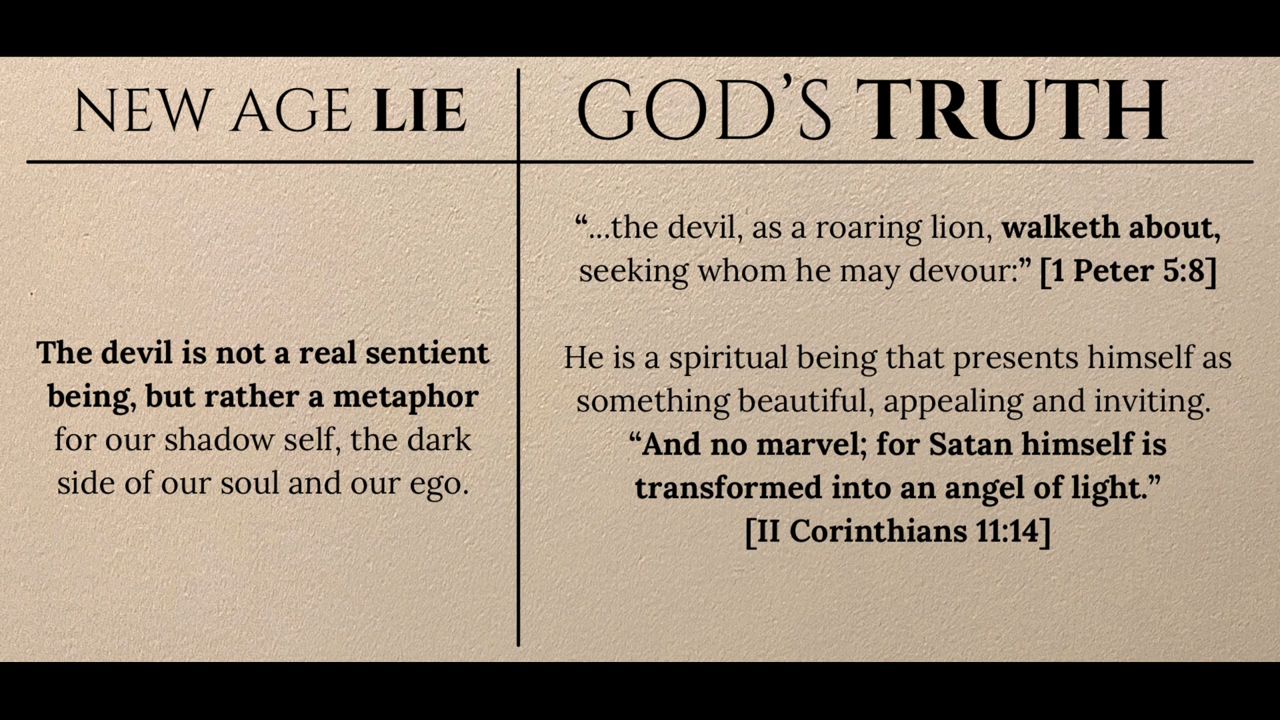 NEW AGE LIE
GOD'S TRUTH
The devil is not a real sentient
being, but rather a metaphor
for our shadow self, the dark
side of our soul and our ego.
“...the devil, as a roaring lion, walketh about,
seeking whom he may devour:” [1 Peter 5:8]
He is a spiritual being that presents himself as
something beautiful, appealing and inviting.
“And no marvel; for Satan himself is
transformed into an angel of light.”
[II Corinthians 11:14]